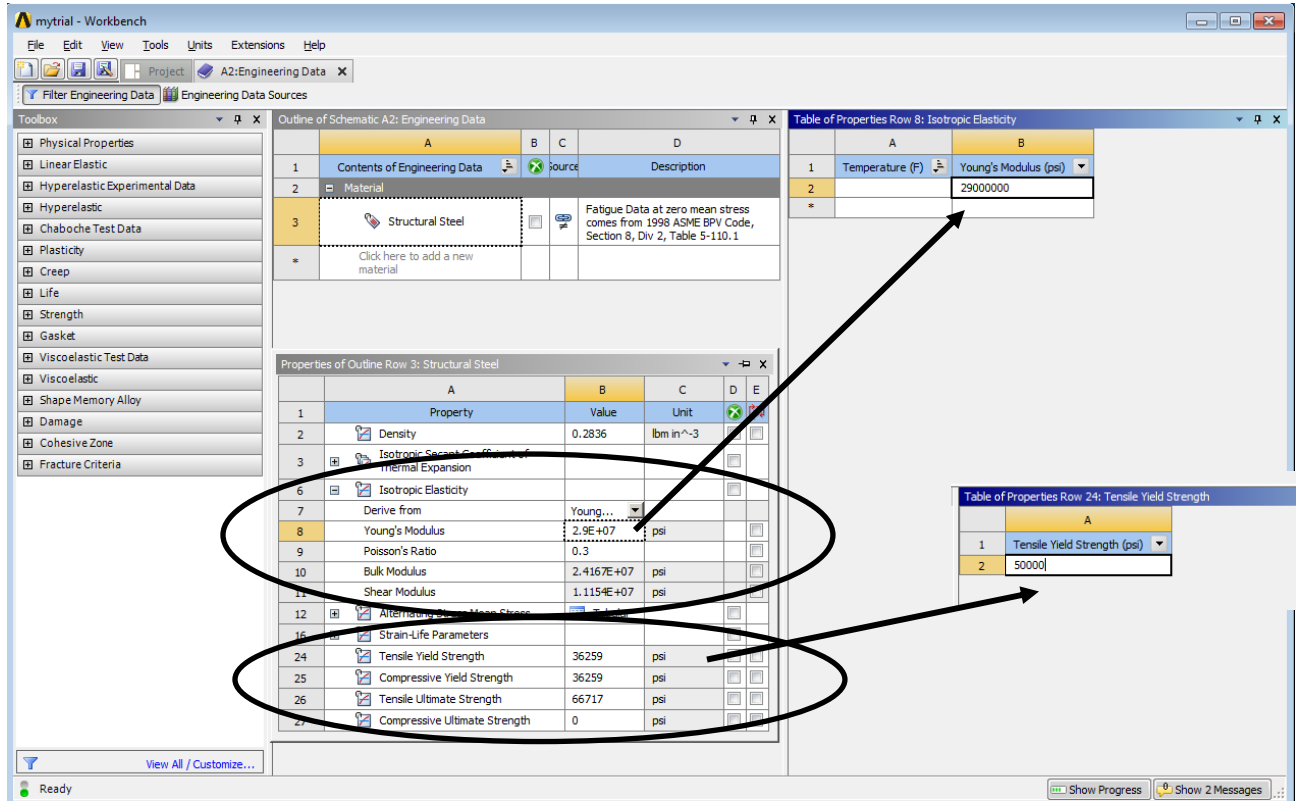 mytrial - Workbench
File Edit View Tools Units Extensions Help
Project A2:Engineering Data X
Filter Engineering Data Engineering Data Sources
Toolbox
Physical Properties
Linear Elastic
Hyperelastic Experimental Data
Hyperelastic
Chaboche Test Data
Plasticity
Creep
Life
Strength
Gasket
Viscoelastic Test Data
Viscoelastic
Shape Memory Alloy
Damage
Cohesive Zone
Fracture Criteria
View All / Customize...
Outline of Schematic A2: Engineering Data
A B C D
1 Contents of Engineering Data Source Description
2 Material
3 Structural Steel Fatigue Data at zero mean stress
comes from 1998 ASME BPV Code,
Section 8, Div 2, Table 5-110.1
* Click here to add a new
material
Properties of Outline Row 3: Structural Steel
A B C D E
1 Property Value Unit
2 Density 0.2836 lbm in^-3
3 Isotropic Secant Coefficient of
Thermal Expansion
6 Isotropic Elasticity
7 Derive from Young...
8 Young's Modulus 2.9E+07 psi
9 Poisson's Ratio 0.3
10 Bulk Modulus 2.4167E+07 psi
11 Shear Modulus 1.1154E+07 psi
12 Alternating Stress Mean Stress Tabular
16 Strain-Life Parameters
24 Tensile Yield Strength 36259 psi
25 Compressive Yield Strength 36259 psi
26 Tensile Ultimate Strength 66717 psi
27 Compressive Ultimate Strength 0 psi
Table of Properties Row 8: Isotropic Elasticity
A B
1 Temperature (F) Young's Modulus (psi)
2 29000000
*
Table of Properties Row 24: Tensile Yield Strength
A
1 Tensile Yield Strength (psi)
2 50000
Ready Show Progress Show 2 Messages